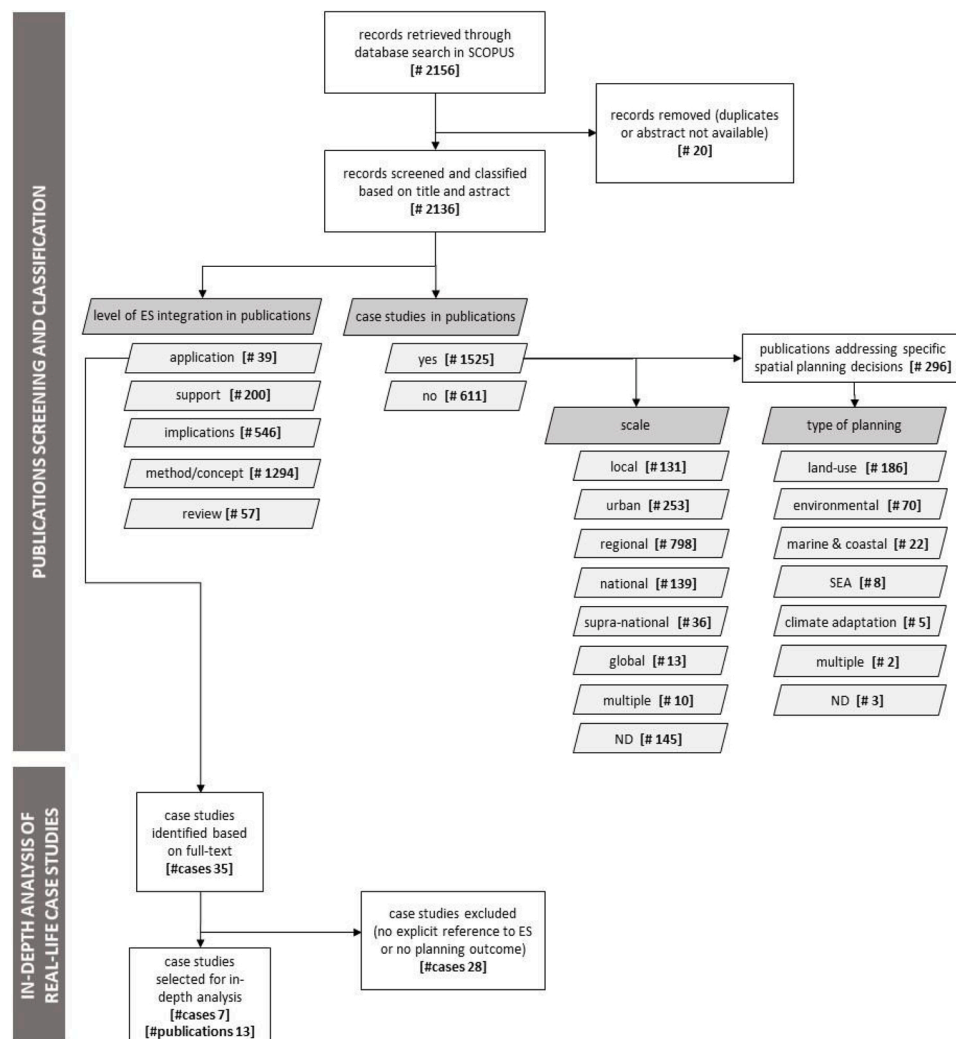 PUBLICATIONS SCREENING AND CLASSIFICATION
records retrieved through
database search in SCOPUS
[# 2156]
records removed (duplicates
or abstract not available)
[# 20]
records screened and classified
based on title and astract
[# 2136]
level of ES integration in publications
application [# 39]
support [# 200]
implications [# 546]
method/concept [# 1294]
review [# 57]
case studies in publications
yes [# 1525]
no [# 611]
scale
local [# 131]
urban [# 253]
regional [# 798]
national [# 139]
supra-national [# 36]
global [# 13]
multiple [# 10]
ND [# 145]
publications addressing specific
spatial planning decisions [# 296]
type of planning
land-use [# 186]
environmental [# 70]
marine & coastal [# 22]
SEA [# 8]
climate adaptation [# 5]
multiple [# 2]
ND [# 3]
IN-DEPTH ANALYSIS OF
REAL-LIFE CASE STUDIES
case studies
identified based
on full-text
[#cases 35]
case studies excluded
(no explicit reference to ES
or no planning outcome)
[#cases 28]
case studies
selected for in-
depth analysis
[#cases 7]
[#publications 13]